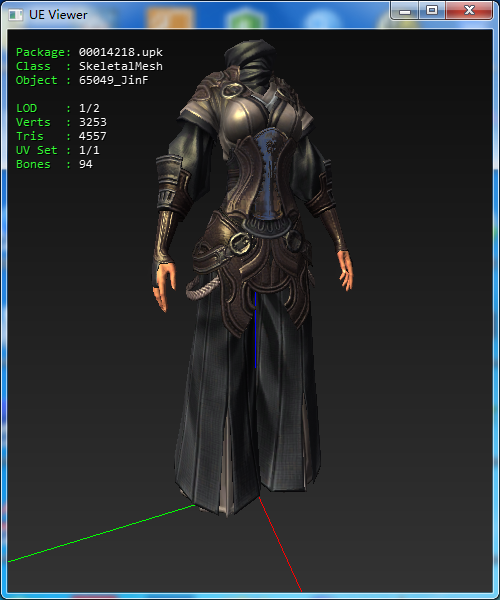 UE Viewer
Package: 00014218.upk
Class : SkeletalMesh
Object : 65049_JinF
LOD : 1/2
Verts : 3253
Tris : 4557
UV Set : 1/1
Bones : 94